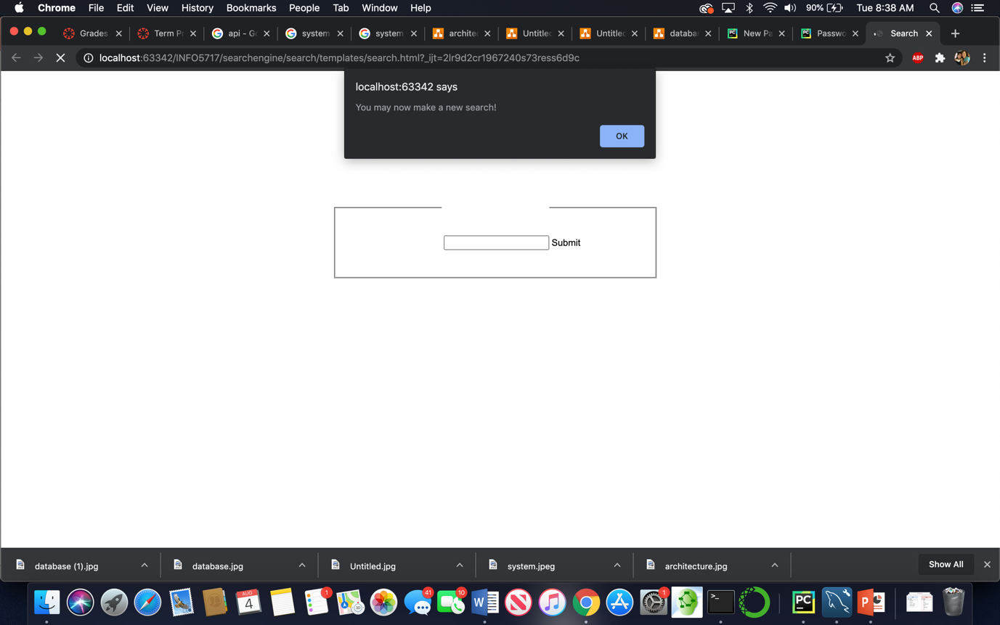 Chrome File Edit View History Bookmarks People Tab Window Help 90% Tue 8:38 AM
Grades Term P api - Go system system archite Untitle Untitle databa New Pa Passwo Search
localhost:63342/INFO5717/searchengine/search/templates/search.html?_ijt=2lr9d2cr1967240s73ress6d9c ABP
localhost:63342 says
You may now make a new search!
OK
Submit
database (1).jpg database.jpg Untitled.jpg system.jpeg architecture.jpg Show All
AUG 4 1 41 10 W 1 >_ PC P